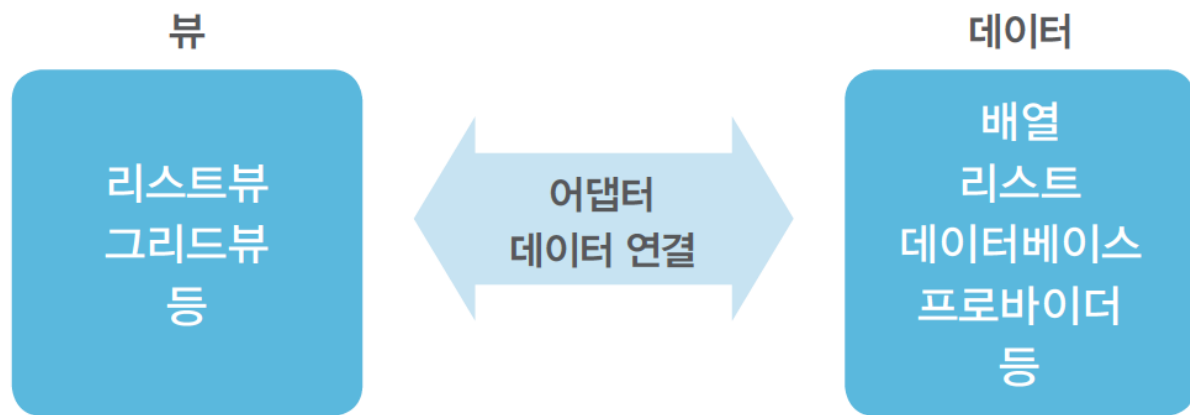 뷰
리스트뷰
그리드뷰
등
어댑터
데이터 연결
데이터
배열
리스트
데이터베이스
프로바이더
등